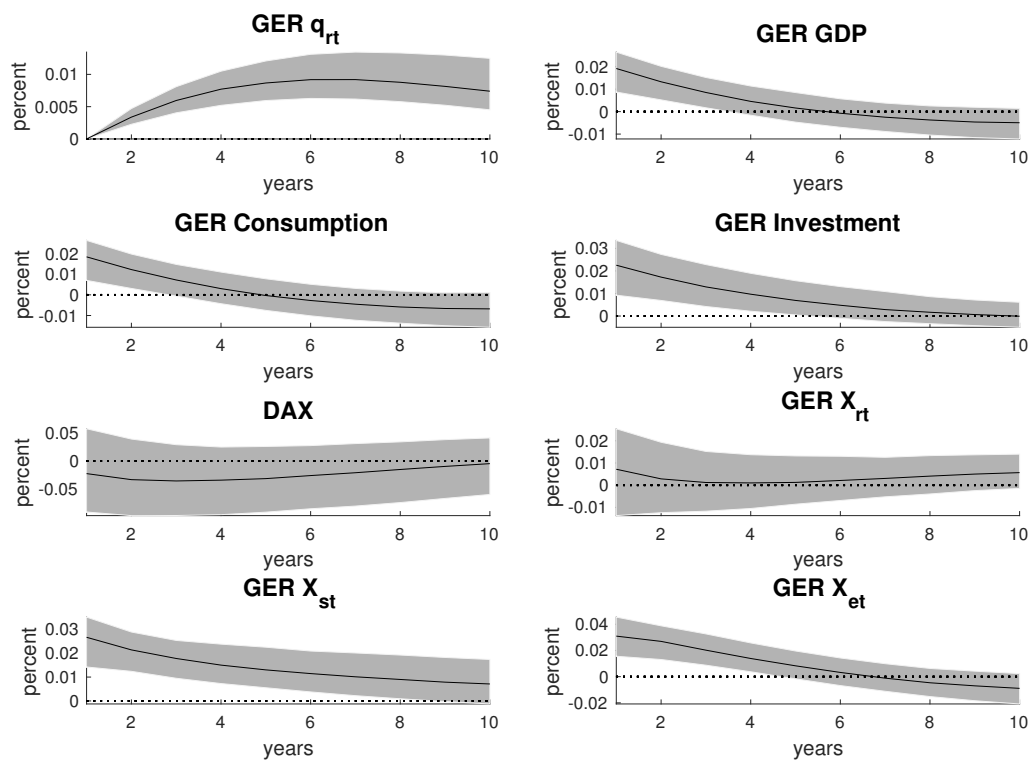 GER q_rt
percent
0.01
0.005
0
2 4 6 8 10
years
GER GDP
percent
0.02
0.01
0
-0.01
2 4 6 8 10
years
GER Consumption
percent
0.02
0.01
0
-0.01
2 4 6 8 10
years
GER Investment
percent
0.03
0.02
0.01
0
2 4 6 8 10
years
DAX
percent
0.05
0
-0.05
2 4 6 8 10
years
GER X_rt
percent
0.02
0.01
0
-0.01
2 4 6 8 10
years
GER X_st
percent
0.03
0.02
0.01
0
2 4 6 8 10
years
GER X_et
percent
0.04
0.02
0
-0.02
2 4 6 8 10
years